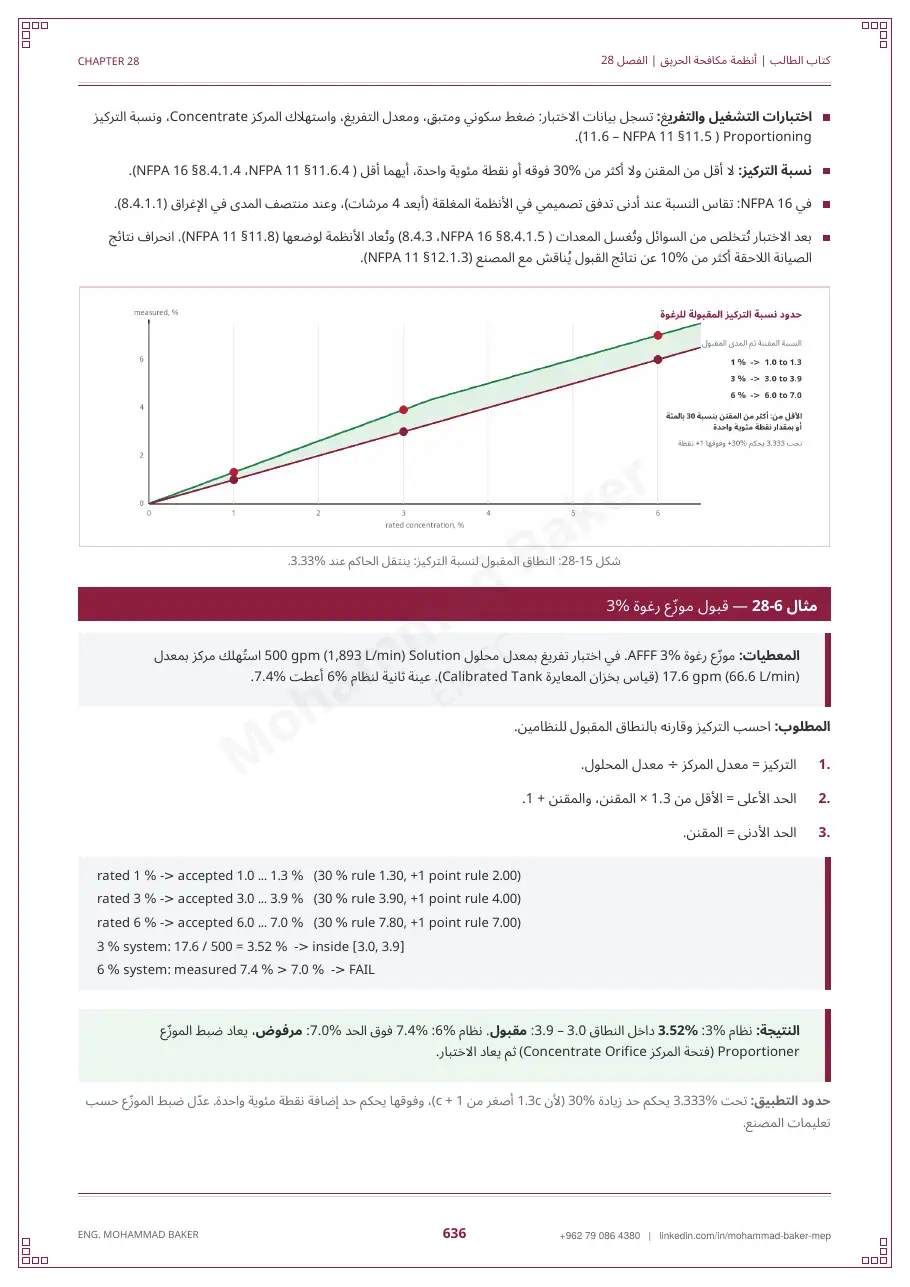 CHAPTER 28
كتاب الطالب | أنظمة مكافحة الحريق | الفصل 28
اختبارات التشغيل والتفريغ: تسجل بيانات الاختبار: ضغط سكوني ومتبقٍ، ومعدل التفريغ، واستهلاك المركز Concentrate، ونسبة التركيز
Proportioning ( NFPA 11 §11.5 – 11.6).
نسبة التركيز: لا أقل من المقنن ولا أكثر من 30% فوقه أو نقطة مئوية واحدة، أيهما أقل ( NFPA 11 §11.6.4، NFPA 16 §8.4.1.4).
في NFPA 16: تقاس النسبة عند أدنى تدفق تصميمي في الأنظمة المغلقة (أبعد 4 مرشات)، وعند منتصف المدى في الإغراق (8.4.1.1).
بعد الاختبار تُتخلص من السوائل وتُغسل المعدات ( NFPA 16 §8.4.1.5، 8.4.3) وتُعاد الأنظمة لوضعها (NFPA 11 §11.8). انحراف نتائج
الصيانة اللاحقة أكثر من 10% عن نتائج القبول يُناقش مع المصنع (NFPA 11 §12.1.3).
measured, %
حدود نسبة التركيز المقبولة للرغوة
النسبة المقننة ثم المدى المقبول
1 % -> 1.0 to 1.3
3 % -> 3.0 to 3.9
6 % -> 6.0 to 7.0
الأقل من: أكثر من المقنن بنسبة 30 بالمئة
أو بمقدار نقطة مئوية واحدة
تحت 3.333 يحكم 30%+ وفوقها 1+ نقطة
6
4
2
0
0 1 2 3 4 5 6
rated concentration, %
شكل 15-28: النطاق المقبول لنسبة التركيز: ينتقل الحاكم عند 3.33%.
مثال 6-28 — قبول موزّع رغوة 3%
المعطيات: موزّع رغوة AFFF 3%. في اختبار تفريغ بمعدل محلول Solution 500 gpm (1,893 L/min) استُهلك مركز بمعدل
17.6 gpm (66.6 L/min) (قياس بخزان المعايرة Calibrated Tank). عينة ثانية لنظام 6% أعطت 7.4%.
المطلوب: احسب التركيز وقارنه بالنطاق المقبول للنظامين.
1. التركيز = معدل المركز ÷ معدل المحلول.
2. الحد الأعلى = الأقل من 1.3 × المقنن، والمقنن + 1.
3. الحد الأدنى = المقنن.
rated 1 % -> accepted 1.0 ... 1.3 % (30 % rule 1.30, +1 point rule 2.00)
rated 3 % -> accepted 3.0 ... 3.9 % (30 % rule 3.90, +1 point rule 4.00)
rated 6 % -> accepted 6.0 ... 7.0 % (30 % rule 7.80, +1 point rule 7.00)
3 % system: 17.6 / 500 = 3.52 % -> inside [3.0, 3.9]
6 % system: measured 7.4 % > 7.0 % -> FAIL
النتيجة: نظام 3%: 3.52% داخل النطاق 3.0 – 3.9: مقبول. نظام 6%: 7.4% فوق الحد 7.0%: مرفوض، يعاد ضبط الموزّع
Proportioner (فتحة المركز Concentrate Orifice) ثم يعاد الاختبار.
حدود التطبيق: تحت 3.333% يحكم حد زيادة 30% (لأن 1.3c أصغر من c + 1)، وفوقها يحكم حد إضافة نقطة مئوية واحدة. عدّل ضبط الموزّع حسب
تعليمات المصنع.
ENG. MOHAMMAD BAKER
636
+962 79 086 4380 | linkedin.com/in/mohammad-baker-mep